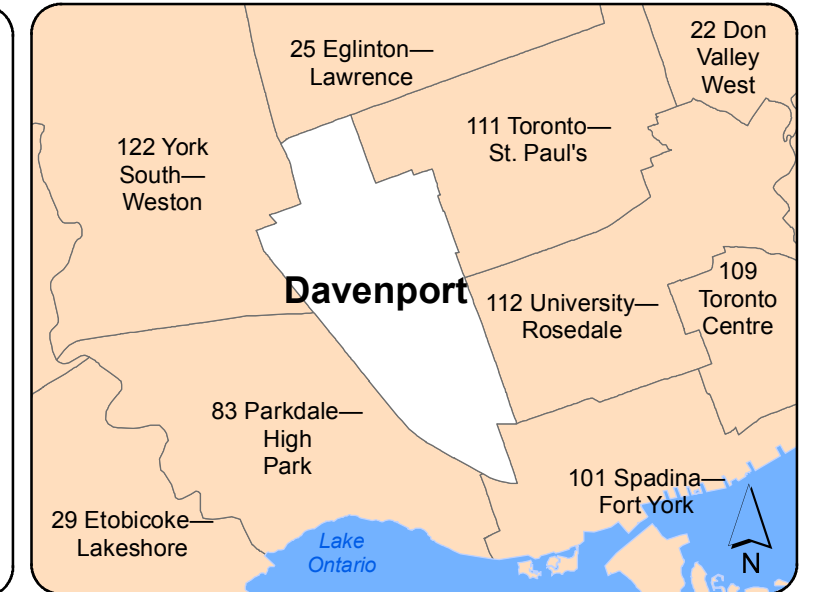 25 Eglinton—
Lawrence
22 Don
Valley
West
122 York
South—
Weston
111 Toronto—
St. Paul's
Davenport
112 University—
Rosedale
109
Toronto
Centre
83 Parkdale—
High
Park
101 Spadina—
Fort York
29 Etobicoke—
Lakeshore
Lake
Ontario
N